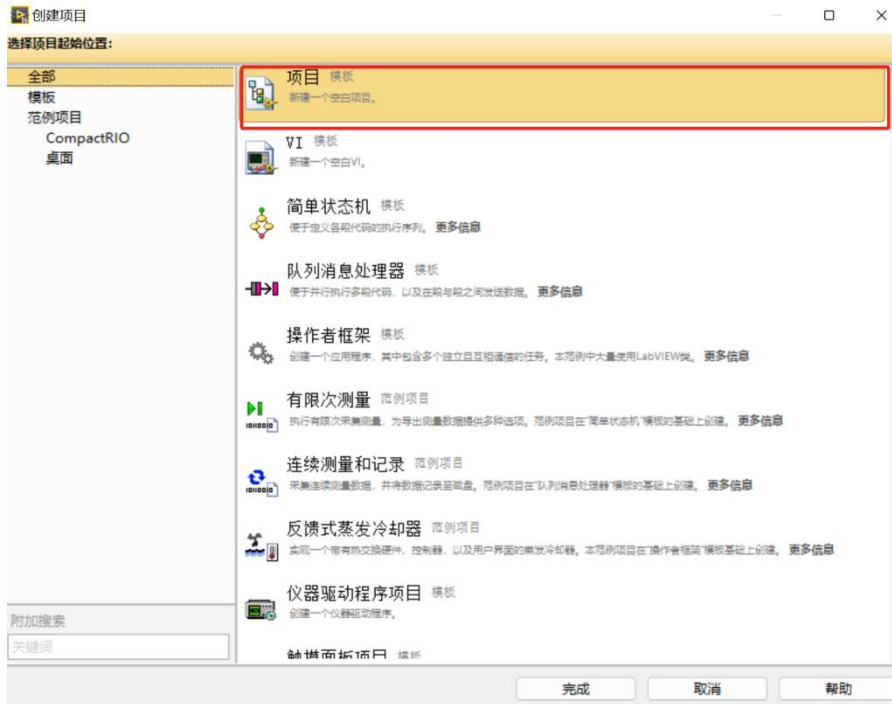 创建项目
选择项目起始位置:
全部
模板
范例项目
CompactRIO
桌面
附加搜索
关键词
项目 模板
新建一个空白项目。
VI 模板
新建一个空白VI。
简单状态机 模板
便于定义各段代码的执行序列。 更多信息
队列消息处理器 模板
便于并行执行多段代码，以及在段与段之间发送数据。 更多信息
操作者框架 模板
创建一个应用程序，其中包含多个独立且互相通信的任务。本范例中大量使用LabVIEW类。 更多信息
有限次测量 范例项目
执行有限次采集测量，为导出测量数据提供多种选项。范例项目在"简单状态机"模板的基础上创建。 更多信息
连续测量和记录 范例项目
采集连续测量数据，并将数据记录至磁盘。范例项目在"队列消息处理器"模板的基础上创建。 更多信息
反馈式蒸发冷却器 范例项目
实现一个带有热交换硬件、控制器，以及用户界面的蒸发冷却器。本范例项目在"操作者框架"模板基础上创建。 更多信息
仪器驱动程序项目 模板
创建一个仪器驱动程序。
触摸面板项目 模板
完成
取消
帮助